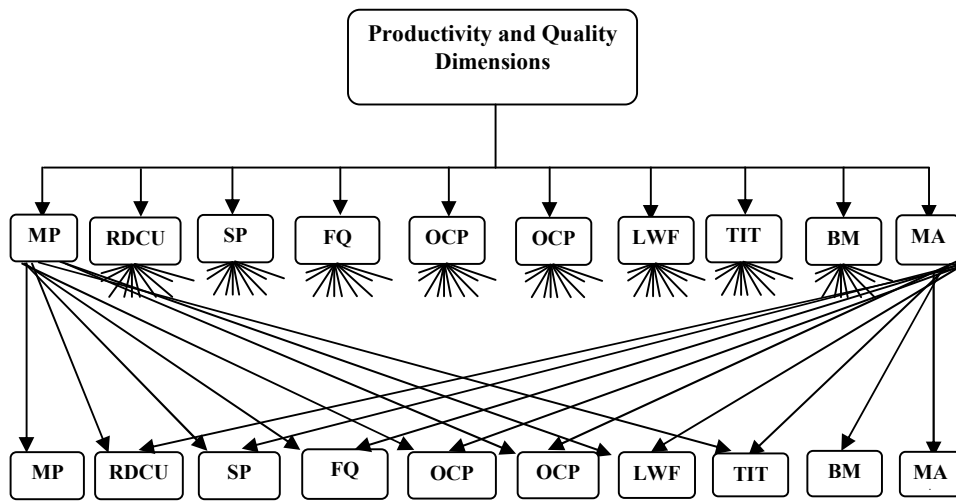 Productivity and Quality
Dimensions
MP RDCU SP FQ OCP OCP LWF TIT BM MA
MP RDCU SP FQ OCP OCP LWF TIT BM MA